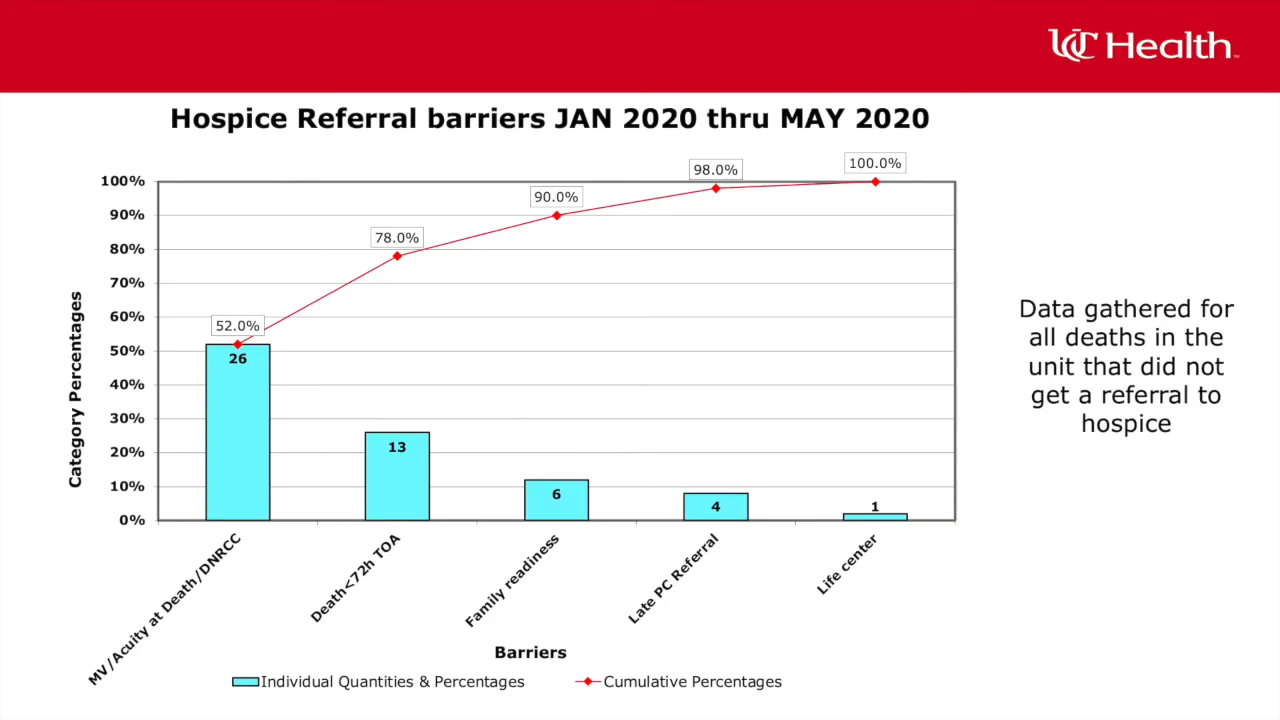 UC Health™
Hospice Referral barriers JAN 2020 thru MAY 2020
100%
90%
80%
70%
60%
50%
40%
30%
20%
10%
0%
Category Percentages
52.0%
78.0%
90.0%
98.0%
100.0%
26
13
6
4
1
MV/Acuity at Death/DNRCC
Death<72h TOA
Family readiness
Late PC Referral
Life center
Barriers
Individual Quantities & Percentages
Cumulative Percentages
Data gathered for
all deaths in the
unit that did not
get a referral to
hospice